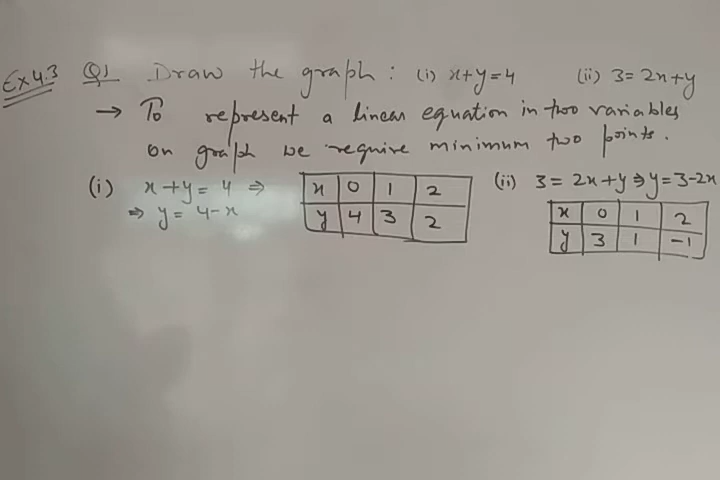 Ex 4.3 Q1 Draw the graph : (i) x+y=4 (ii) 3=2x+y
→ To represent a linear equation in two variables
on graph we require minimum two points.
(i) x+y=4 ⇒
⇒ y=4-x
x 0 1 2
y 4 3 2
(ii) 3=2x+y ⇒ y=3-2x
x 0 1 2
y 3 1 -1